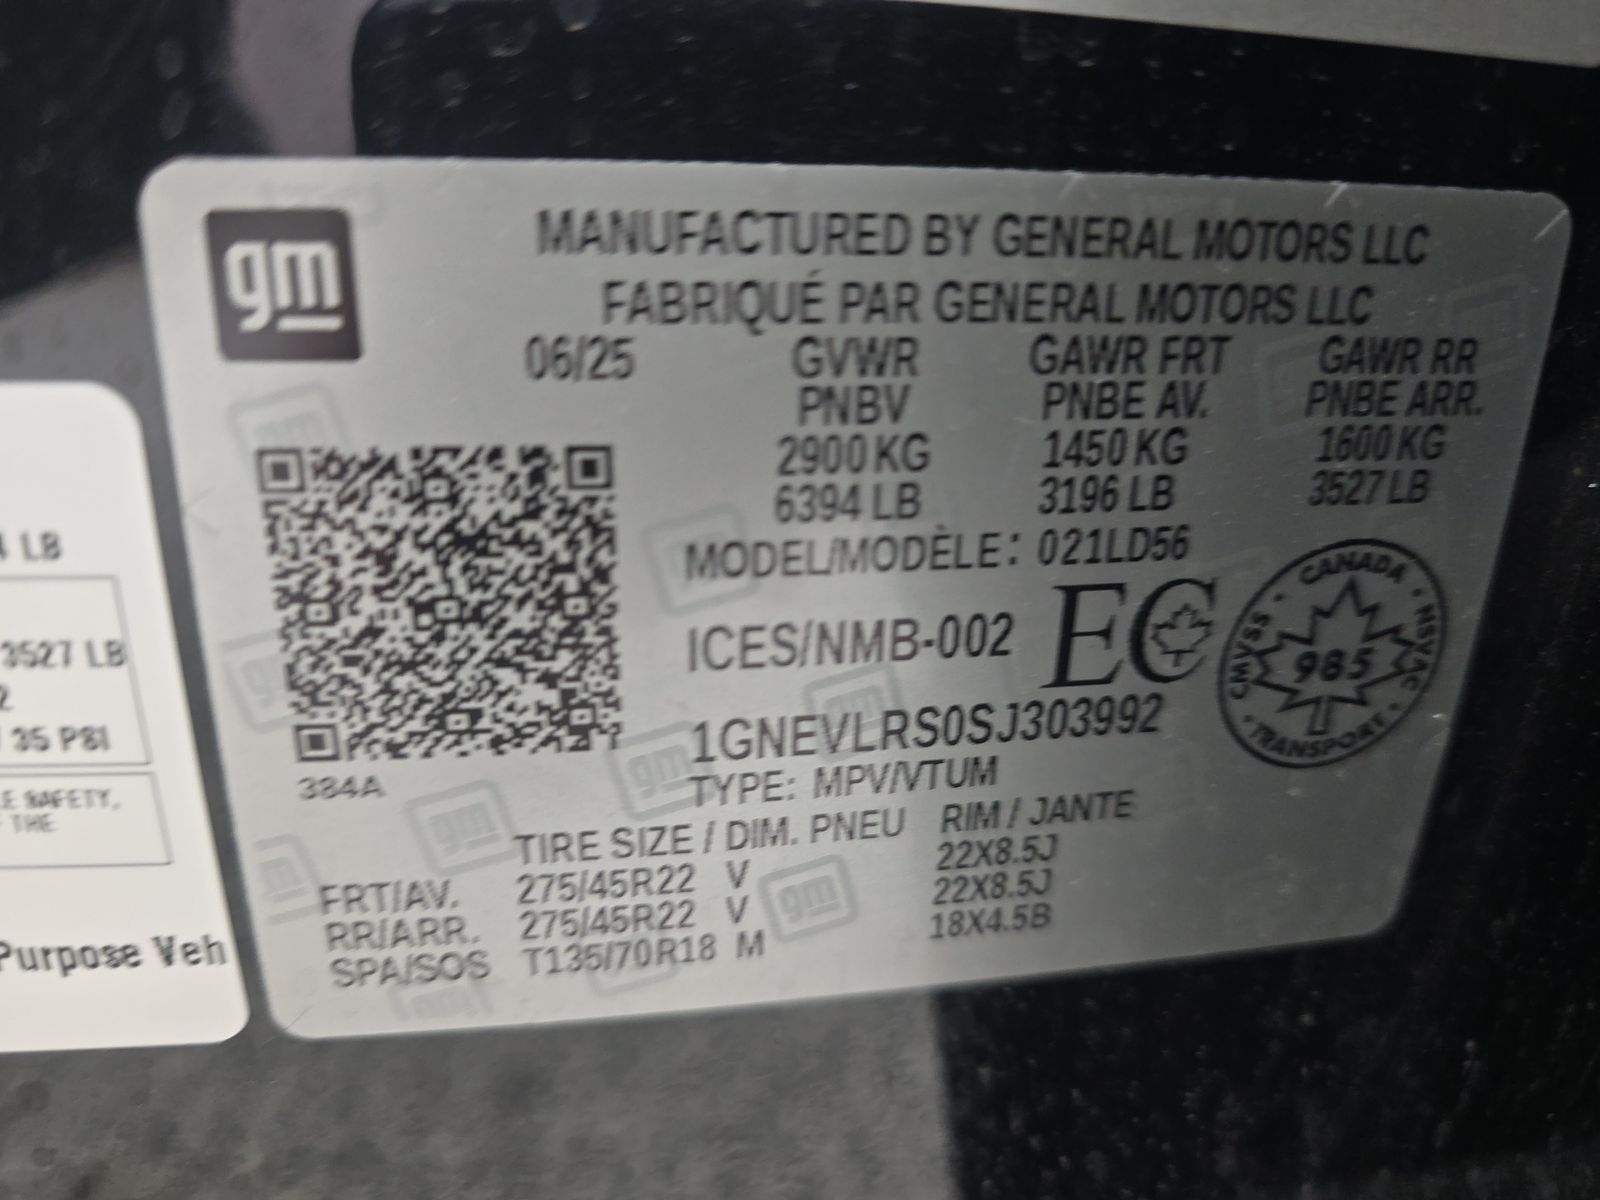 gm
MANUFACTURED BY GENERAL MOTORS LLC
FABRIQUÉ PAR GENERAL MOTORS LLC
06/25 GVWR GAWR FRT GAWR RR
PNBV PNBE AV. PNBE ARR.
2900 KG 1450 KG 1600 KG
6394 LB 3196 LB 3527 LB
MODEL/MODÈLE: 021LD56
ICES/NMB-002 EC
CANADA
CMVSS 985 NSVAC
TRANSPORT
1GNEVLRS0SJ303992
384A
TYPE: MPV/VTUM
TIRE SIZE / DIM. PNEU RIM / JANTE
FRT/AV. 275/45R22 V 22X8.5J
RR/ARR. 275/45R22 V 22X8.5J
SPA/SOS T135/70R18 M 18X4.5B
LB
3527 LB
2
/ 35 PSI
E SAFETY,
THE
Purpose Veh